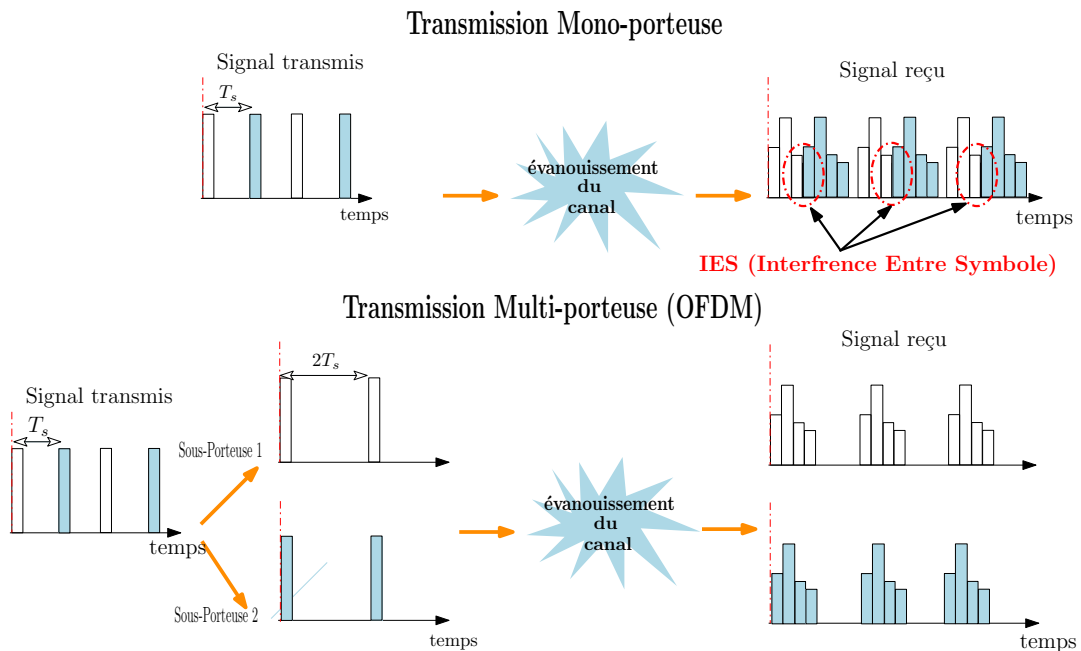 Transmission Mono-porteuse
Signal transmis
T_s
temps
évanouissement
du
canal
Signal reçu
temps
IES (Interfrence Entre Symbole)
Transmission Multi-porteuse (OFDM)
Signal transmis
T_s
temps
Sous-Porteuse 1
2T_s
Sous-Porteuse 2
temps
évanouissement
du
canal
Signal reçu
temps